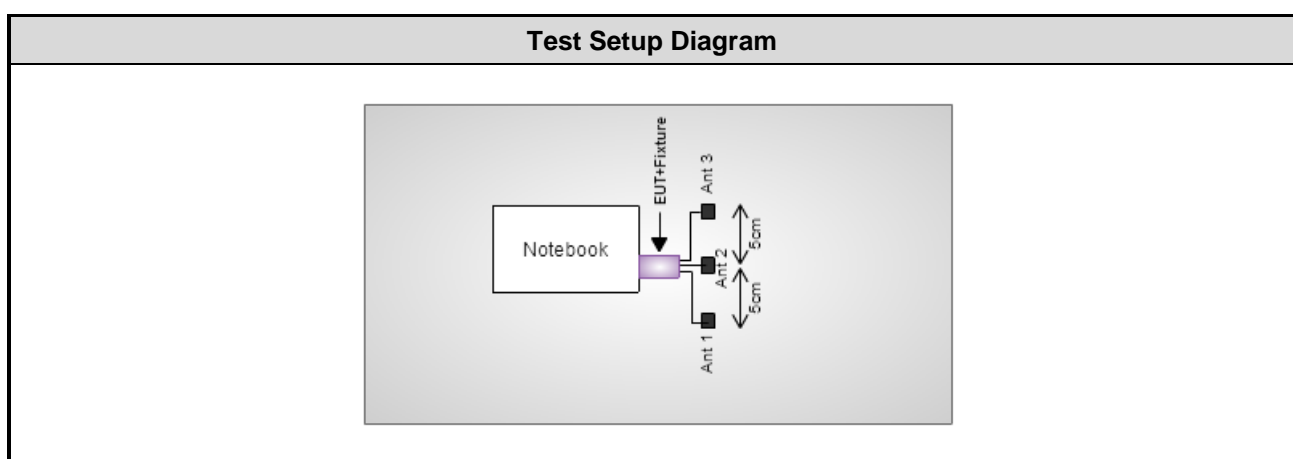 Test Setup Diagram
EUT+Fixture
Ant 3
Notebook
5cm
Ant 2
5cm
Ant 1